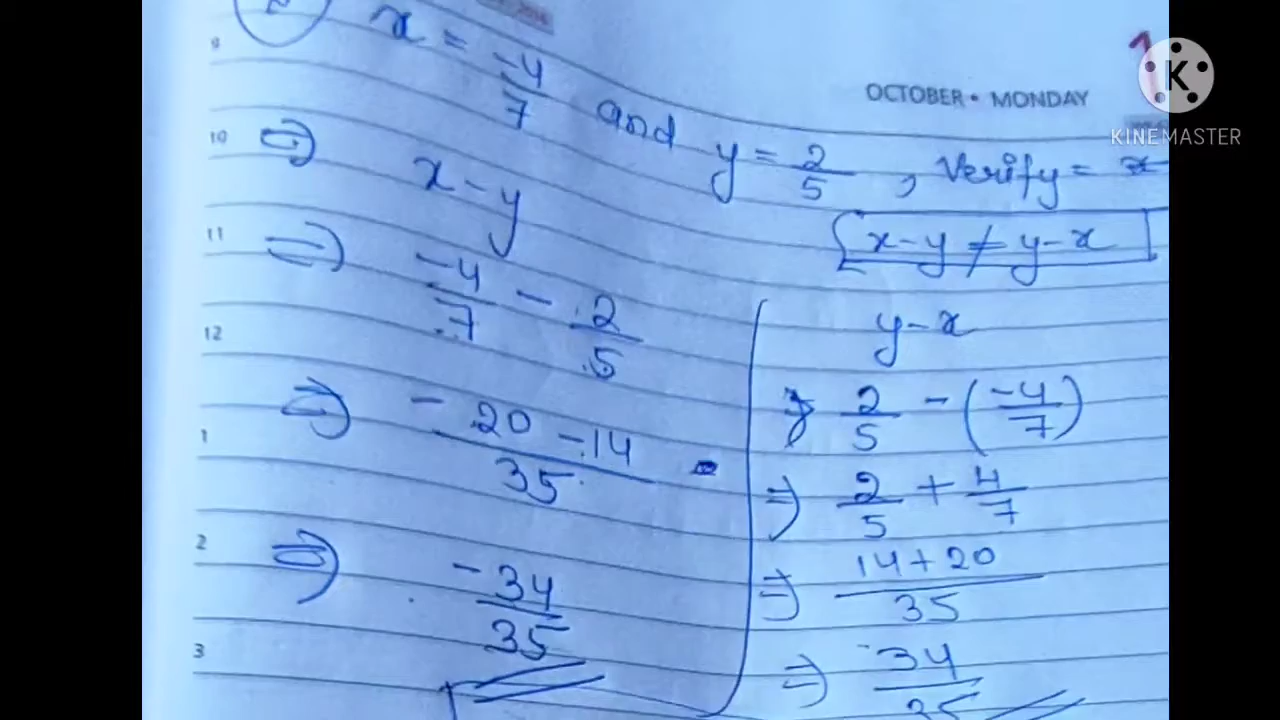 x = -4/7 and y = 2/5 , Verify =
x-y ≠ y-x
OCTOBER • MONDAY
KINEMASTER
K
9
10
11
12
1
2
3
⇒ x-y
⇒ -4/7 - 2/5
⇒ -20-14/35
⇒ -34/35
y-x
⇒ 2/5 - (-4/7)
⇒ 2/5 + 4/7
⇒ 14+20/35
⇒ 34/35